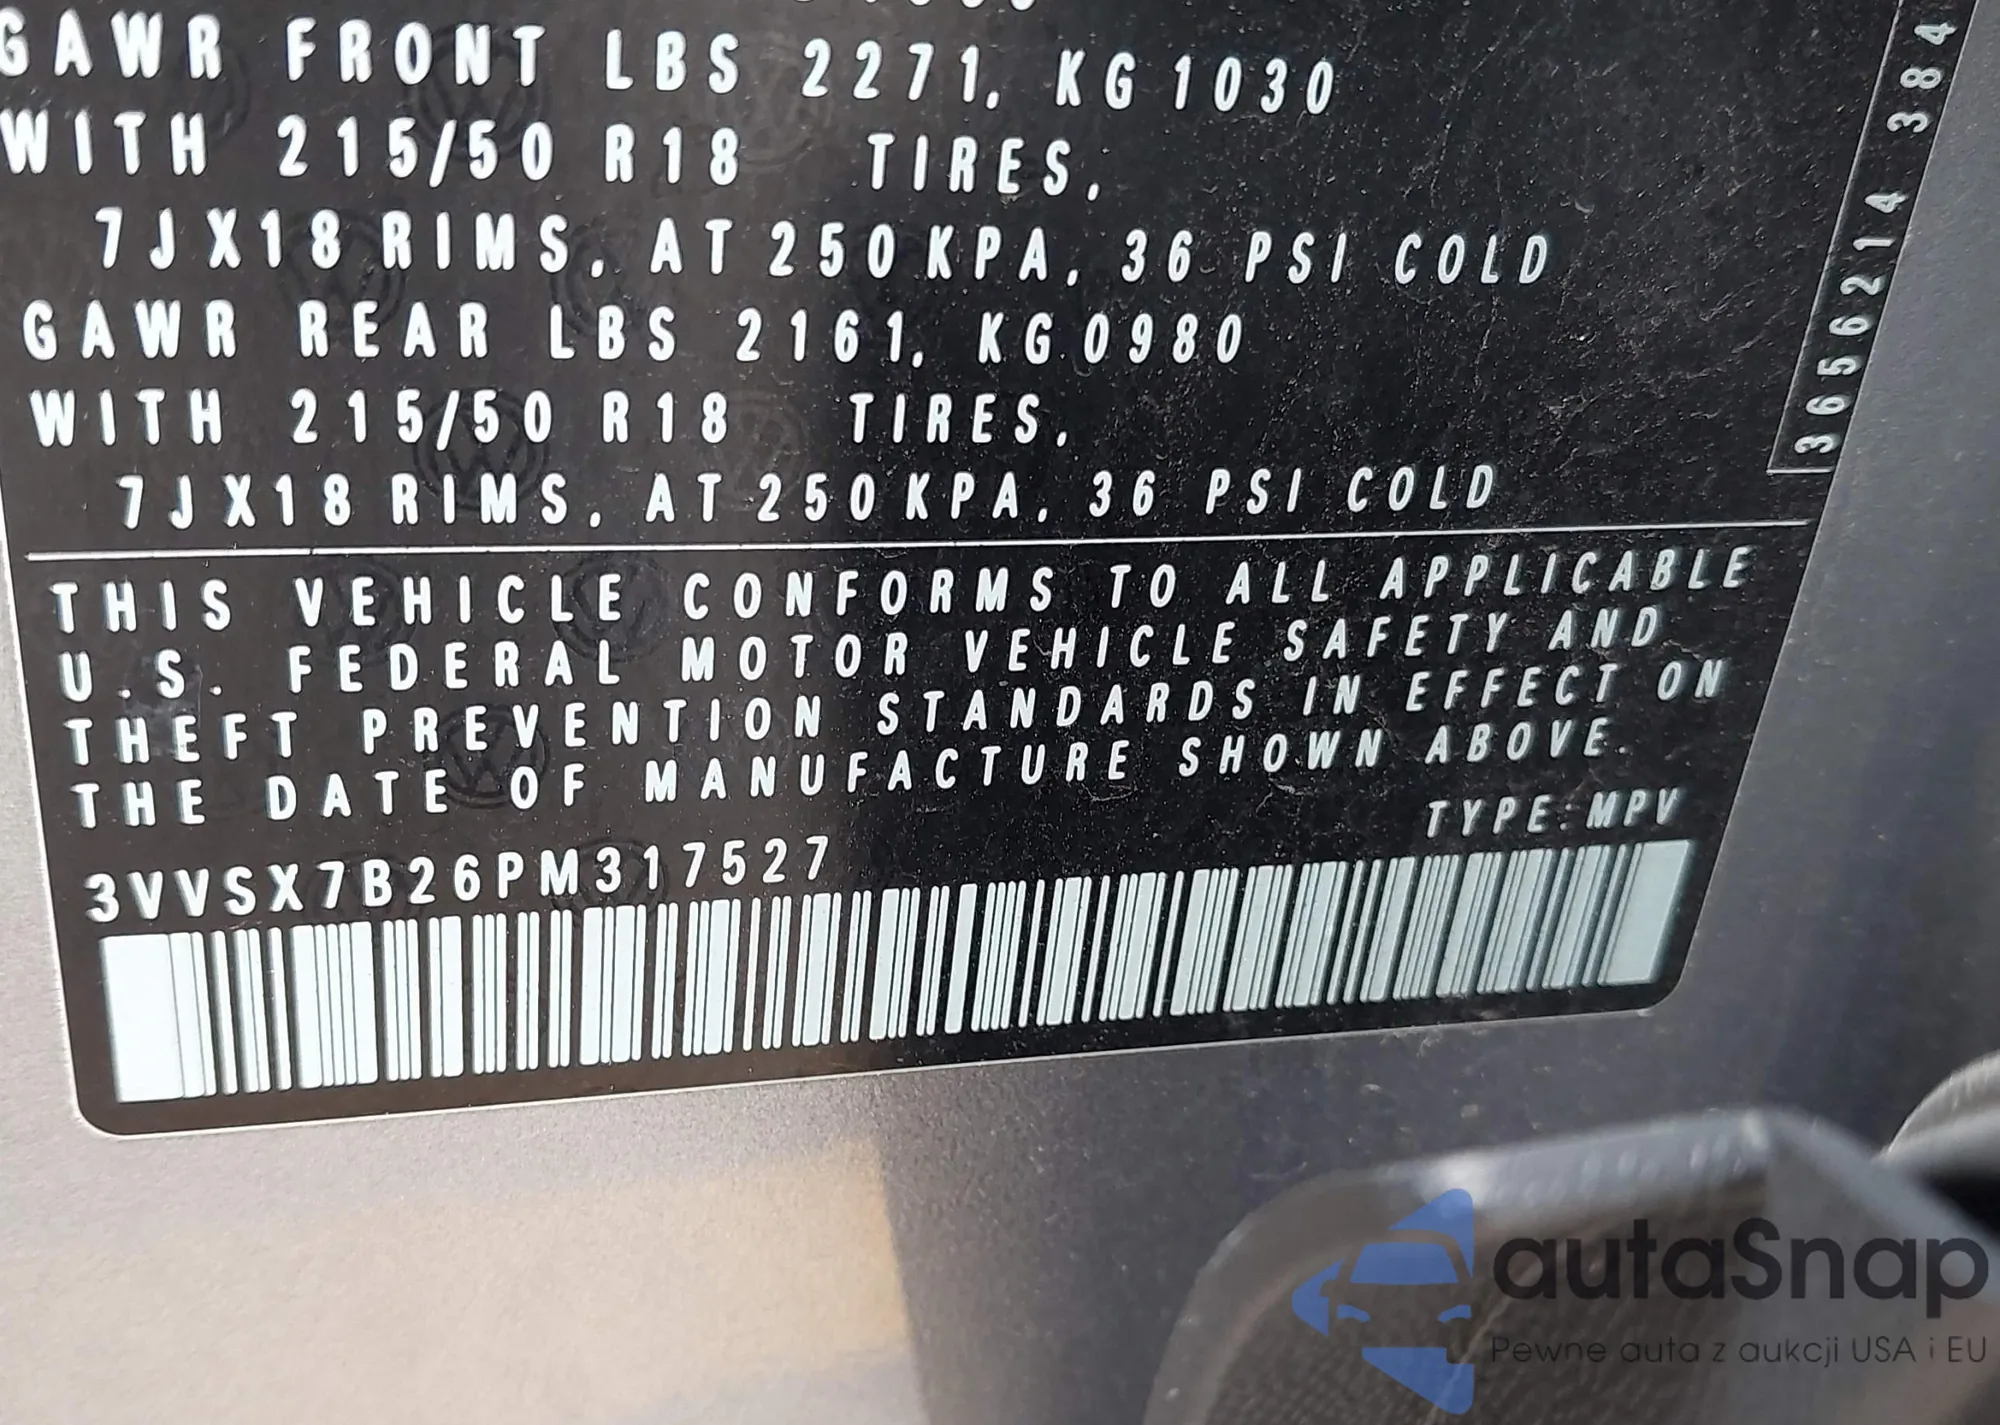 GAWR FRONT LBS 2271, KG 1030
WITH 215/50 R18 TIRES,
7JX18 RIMS, AT 250 KPA, 36 PSI COLD
GAWR REAR LBS 2161, KG 0980
WITH 215/50 R18 TIRES,
7JX18 RIMS, AT 250 KPA, 36 PSI COLD
3656214 384
THIS VEHICLE CONFORMS TO ALL APPLICABLE
U.S. FEDERAL MOTOR VEHICLE SAFETY AND
THEFT PREVENTION STANDARDS IN EFFECT ON
THE DATE OF MANUFACTURE SHOWN ABOVE.
TYPE: MPV
3VVSX7B26PM317527
autaSnap
Pewne auta z aukcji USA i EU